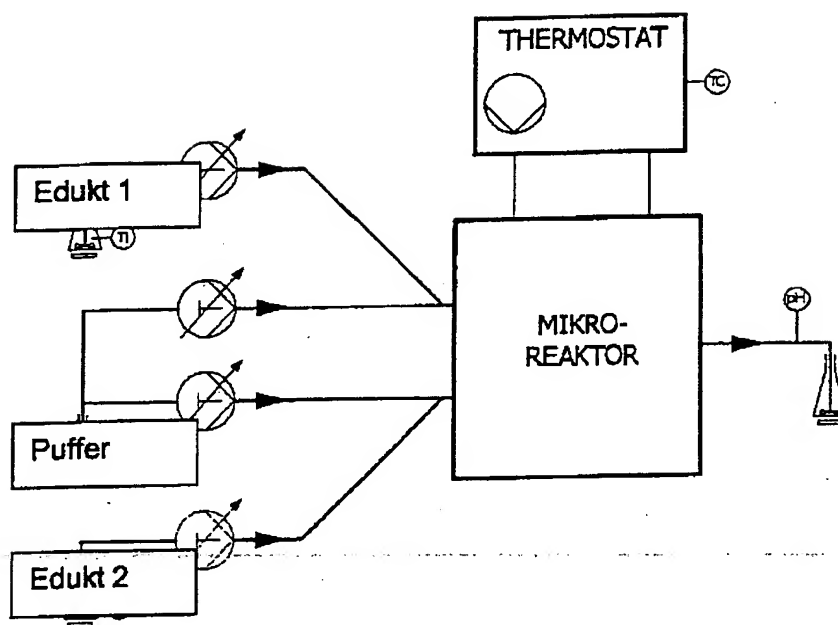 THERMOSTAT
TC
Edukt 1
TI
MIKRO-
REAKTOR
pH
Puffer
Edukt 2